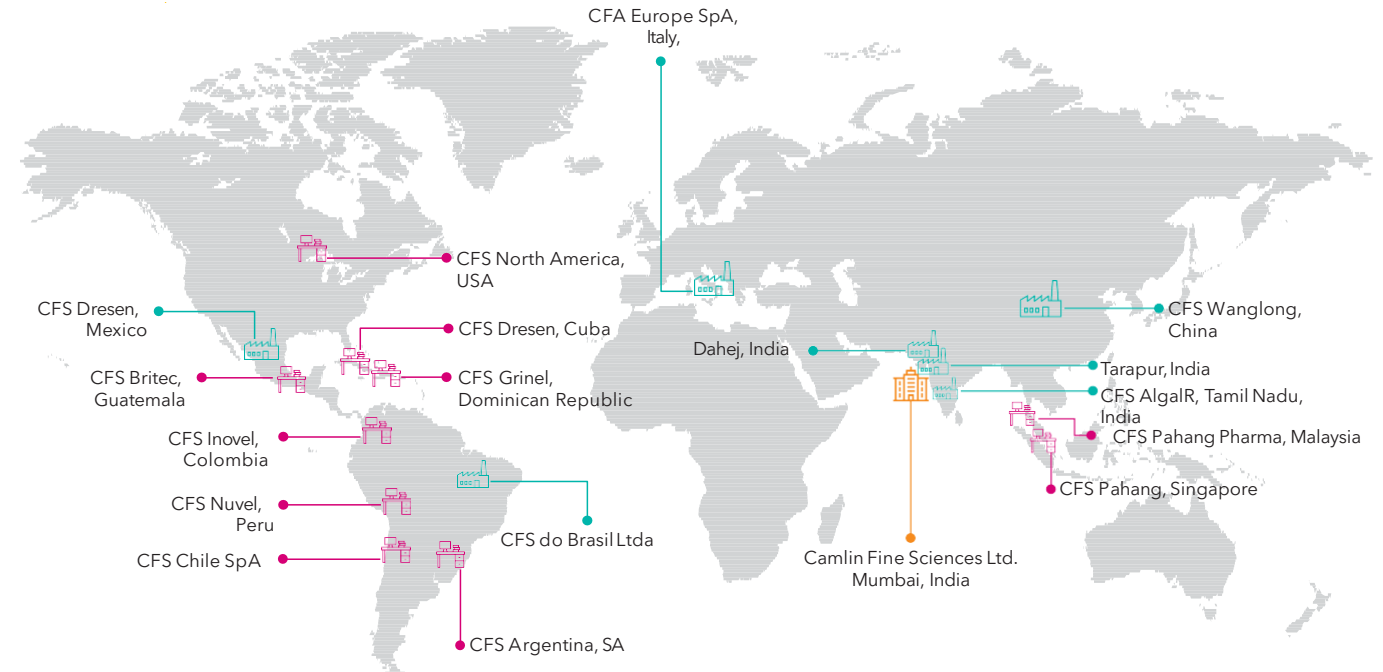 CFA Europe SpA,
Italy,
CFS North America,
USA
CFS Dresen,
Mexico
CFS Dresen, Cuba
CFS Wanglong,
China
Dahej, India
CFS Britec,
Guatemala
CFS Grinel,
Dominican Republic
Tarapur, India
CFS AlgalR, Tamil Nadu,
India
CFS Inovel,
Colombia
CFS Pahang Pharma, Malaysia
CFS Pahang, Singapore
CFS Nuvel,
Peru
CFS do Brasil Ltda
CFS Chile SpA
Camlin Fine Sciences Ltd.
Mumbai, India
CFS Argentina, SA